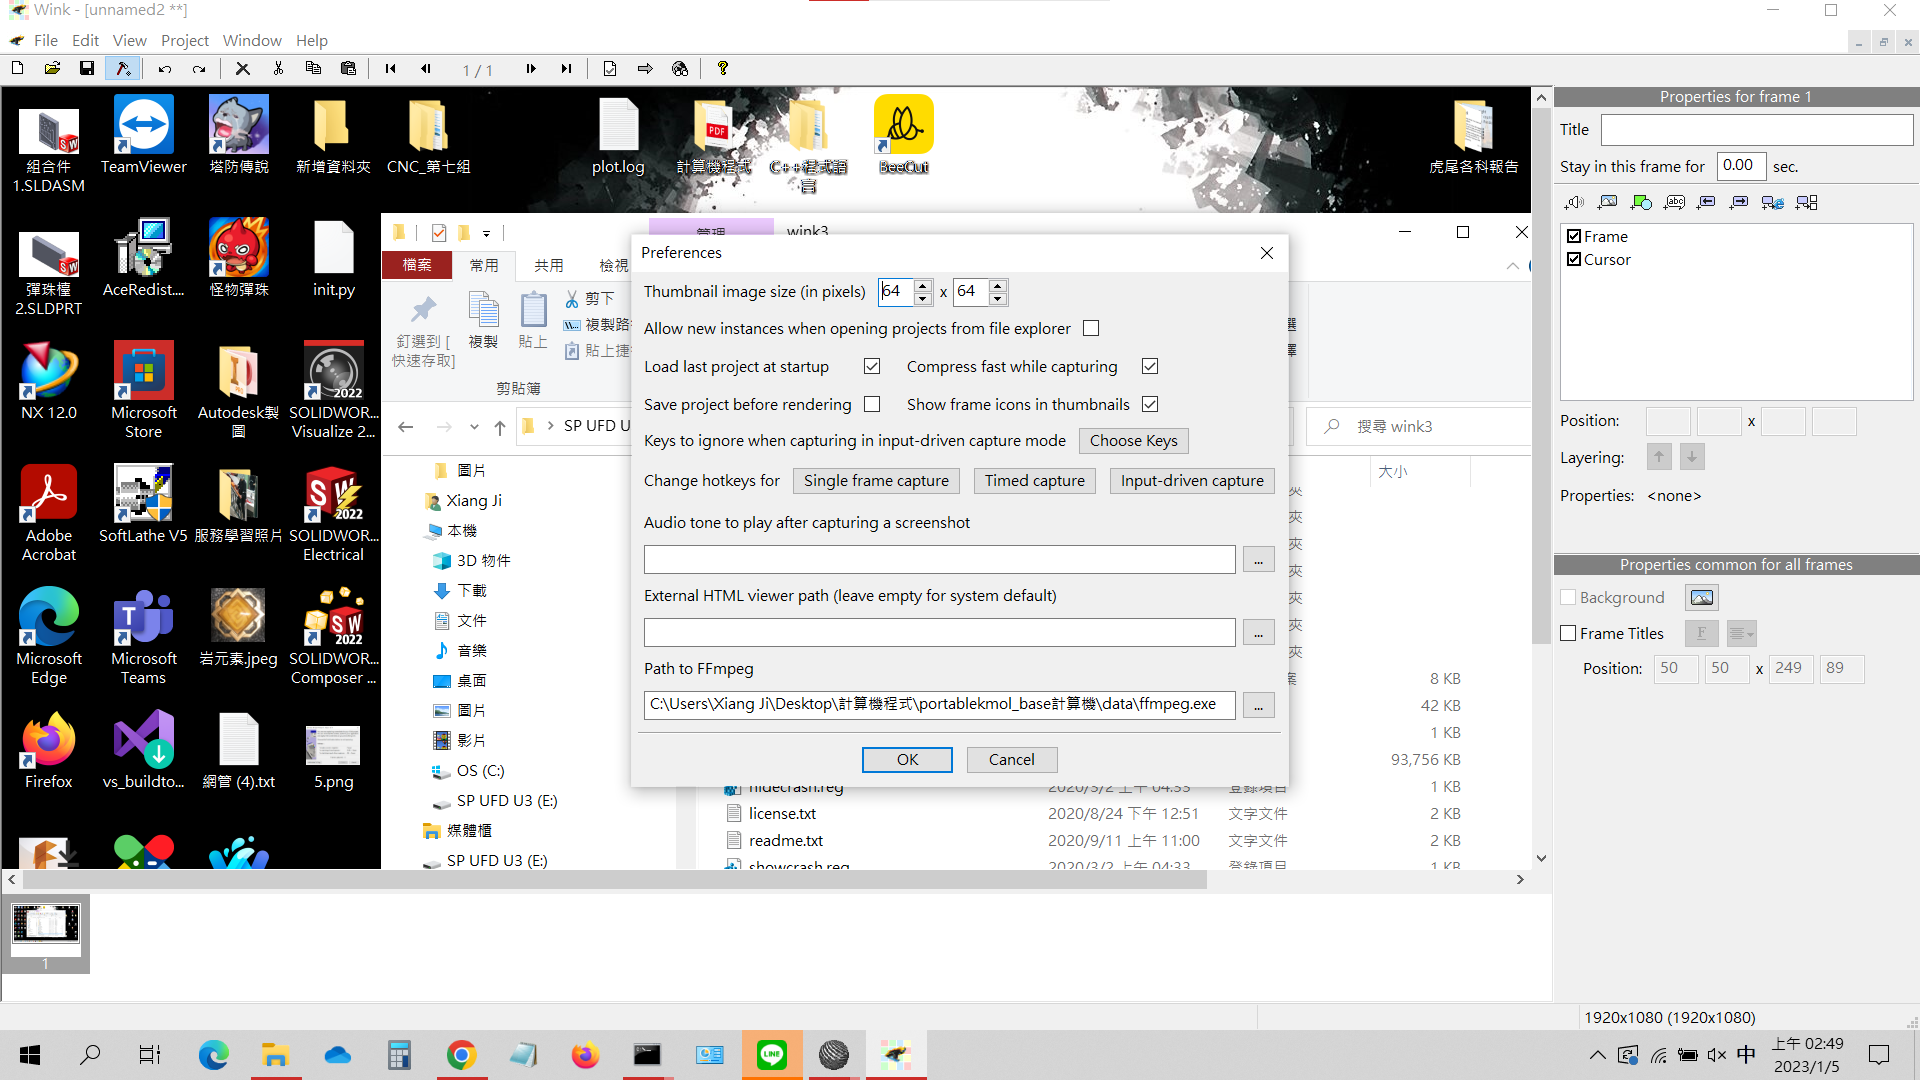 Wink - [unnamed2 **]
File Edit View Project Window Help
1 / 1
組合件
1.SLDASM
TeamViewer
塔防傳說
新增資料夾
CNC_第七組
plot.log
計算機程式
C++程式語
言
BeeCut
虎尾各科報告
彈珠檯
2.SLDPRT
AceRedist....
怪物彈珠
init.py
NX 12.0
Microsoft
Store
Autodesk製
圖
SOLIDWOR...
Visualize 2...
Adobe
Acrobat
SoftLathe V5
服務學習照片
SOLIDWOR...
Electrical
Microsoft
Edge
Microsoft
Teams
岩元素.jpeg
SOLIDWOR...
Composer ...
Firefox
vs_buildto...
網管 (4).txt
5.png
管理
wink3
檔案
常用
共用
檢視
釘選到 [
快速存取]
複製
貼上
剪下
複製路
貼上捷
剪貼簿
SP UFD U
搜尋 wink3
大小
圖片
Xiang Ji
本機
3D 物件
下載
文件
音樂
桌面
圖片
影片
OS (C:)
SP UFD U3 (E:)
媒體櫃
SP UFD U3 (E:)
夾
夾
夾
夾
夾
夾
夾
案
8 KB
42 KB
1 KB
93,756 KB
hidecrash.reg 2020/3/2 上午 04:33 登錄項目 1 KB
license.txt 2020/8/24 下午 12:51 文字文件 2 KB
readme.txt 2020/9/11 上午 11:00 文字文件 2 KB
showcrash.reg 2020/3/2 上午 04:33 登錄項目 1 KB
Preferences
Thumbnail image size (in pixels) 64 x 64
Allow new instances when opening projects from file explorer
Load last project at startup Compress fast while capturing
Save project before rendering Show frame icons in thumbnails
Keys to ignore when capturing in input-driven capture mode Choose Keys
Change hotkeys for Single frame capture Timed capture Input-driven capture
Audio tone to play after capturing a screenshot
...
External HTML viewer path (leave empty for system default)
...
Path to FFmpeg
C:\Users\Xiang Ji\Desktop\計算機程式\portablekmol_base計算機\data\ffmpeg.exe ...
OK Cancel
Properties for frame 1
Title
Stay in this frame for 0.00 sec.
Frame
Cursor
Position: x
Layering:
Properties: <none>
Properties common for all frames
Background
Frame Titles
Position: 50 50 x 249 89
1
1920x1080 (1920x1080)
LINE
中
上午 02:49
2023/1/5